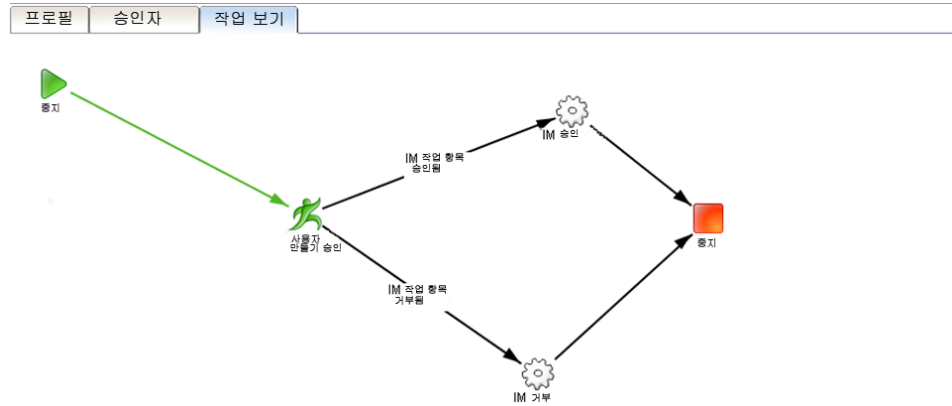 프로필 승인자 작업 보기
중지
IM 승인
IM 작업 항목
승인됨
사용자
만들기 승인
중지
IM 작업 항목
거부됨
IM 거부